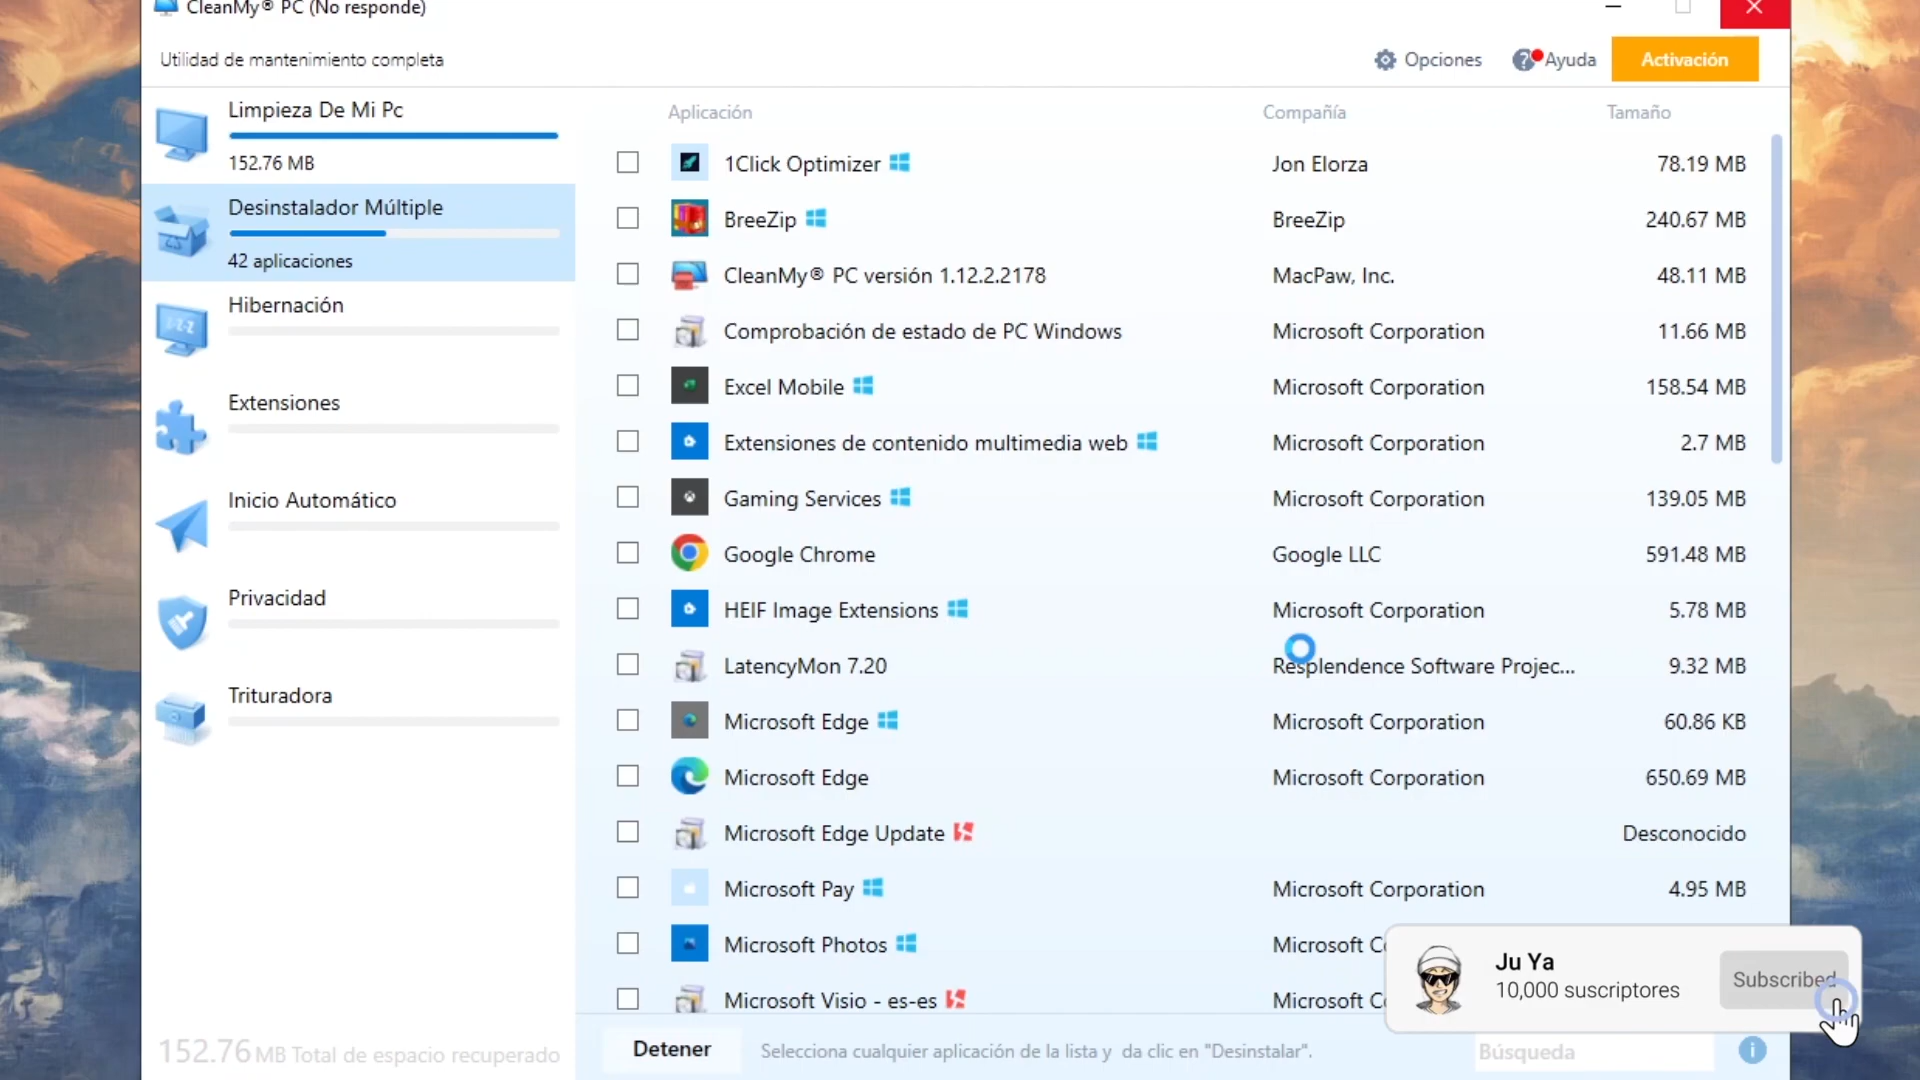 CleanMy® PC (No responde)
Utilidad de mantenimiento completa
Opciones
Ayuda
Activación
Limpieza De Mi Pc
152.76 MB
Desinstalador Múltiple
42 aplicaciones
Hibernación
Extensiones
Inicio Automático
Privacidad
Trituradora
152.76 MB Total de espacio recuperado
Aplicación Compañía Tamaño
1Click Optimizer Jon Elorza 78.19 MB
BreeZip BreeZip 240.67 MB
CleanMy® PC versión 1.12.2.2178 MacPaw, Inc. 48.11 MB
Comprobación de estado de PC Windows Microsoft Corporation 11.66 MB
Excel Mobile Microsoft Corporation 158.54 MB
Extensiones de contenido multimedia web Microsoft Corporation 2.7 MB
Gaming Services Microsoft Corporation 139.05 MB
Google Chrome Google LLC 591.48 MB
HEIF Image Extensions Microsoft Corporation 5.78 MB
LatencyMon 7.20 Resplendence Software Projec... 9.32 MB
Microsoft Edge Microsoft Corporation 60.86 KB
Microsoft Edge Microsoft Corporation 650.69 MB
Microsoft Edge Update Desconocido
Microsoft Pay Microsoft Corporation 4.95 MB
Microsoft Photos Microsoft C
Microsoft Visio - es-es Microsoft C
Ju Ya
10,000 suscriptores
Subscribed
Detener
Selecciona cualquier aplicación de la lista y da clic en "Desinstalar".
Búsqueda